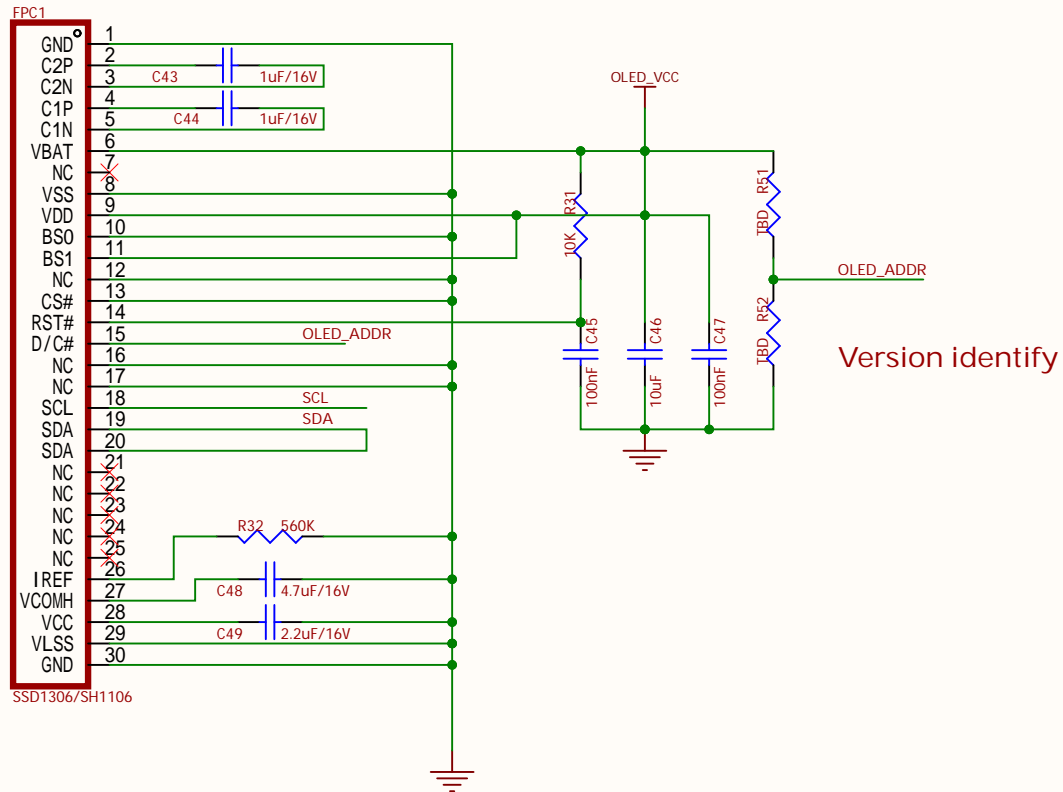 FPC1
GND 1
C2P 2
C2N 3
C1P 4
C1N 5
VBAT 6
NC 7
VSS 8
VDD 9
BS0 10
BS1 11
NC 12
CS# 13
RST# 14
D/C# 15
NC 16
NC 17
SCL 18
SDA 19
SDA 20
NC 21
NC 22
NC 23
NC 24
NC 25
IREF 26
VCOMH 27
VCC 28
VLSS 29
GND 30
SSD1306/SH1106
C43 1uF/16V
C44 1uF/16V
OLED_ADDR
SCL
SDA
R32 560K
C48 4.7uF/16V
C49 2.2uF/16V
OLED_VCC
R31
10K
C45
100nF
C46
10uF
C47
100nF
R51
TBD
R52
TBD
OLED_ADDR
Version identify